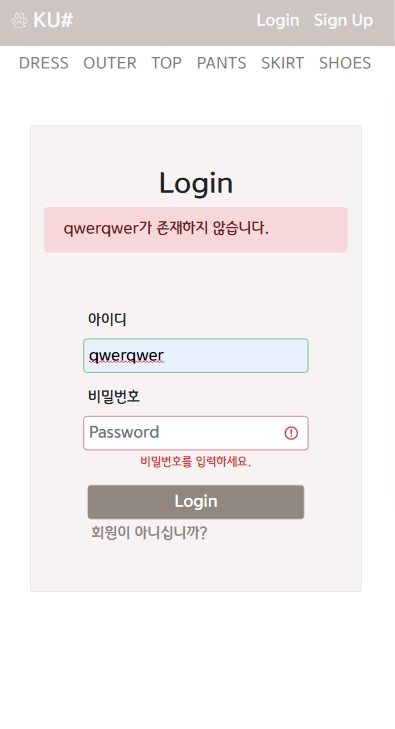 KU# Login Sign Up
DRESS OUTER TOP PANTS SKIRT SHOES
Login
qwerqwer가 존재하지 않습니다.
아이디
qwerqwer
비밀번호
Password
비밀번호를 입력하세요.
Login
회원이 아니십니까?